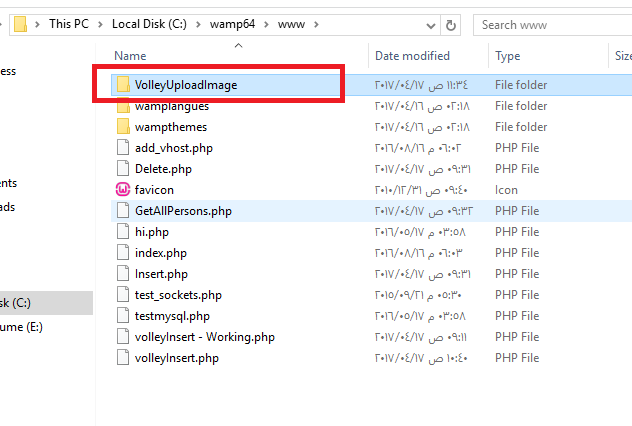 This PC > Local Disk (C:) > wamp64 > www > Search www
Name Date modified Type Size
VolleyUploadImage ٢٠١٧/٠٤/١٧ ص ١١:٣٤ File folder
wamplangues ٢٠١٧/٠٤/١٦ ص ٠٢:١٨ File folder
wampthemes ٢٠١٧/٠٤/١٦ ص ٠٢:١٨ File folder
add_vhost.php ٢٠١٦/٠٨/١٦ م ٠٦:٠٢ PHP File
Delete.php ٢٠١٧/٠٤/١٧ ص ٠٩:٣١ PHP File
favicon ٢٠١٠/١٢/٣١ ص ٠٩:٤٠ Icon
GetAllPersons.php ٢٠١٧/٠٤/١٧ ص ٠٩:٣٢ PHP File
hi.php ٢٠١٦/٠٥/١٧ م ٠٣:٥٨ PHP File
index.php ٢٠١٦/٠٨/١٦ م ٠٦:٠٣ PHP File
Insert.php ٢٠١٧/٠٤/١٧ ص ٠٩:٣١ PHP File
test_sockets.php ٢٠١٥/٠٩/٢١ م ٠٥:٣٠ PHP File
testmysql.php ٢٠١٦/٠٥/١٧ م ٠٣:٥٨ PHP File
volleyInsert - Working.php ٢٠١٧/٠٤/١٧ ص ٠٩:١١ PHP File
volleyInsert.php ٢٠١٧/٠٤/١٧ ص ١٠:٤٠ PHP File
ess
ents
ads
sk (C:)
ume (E:)